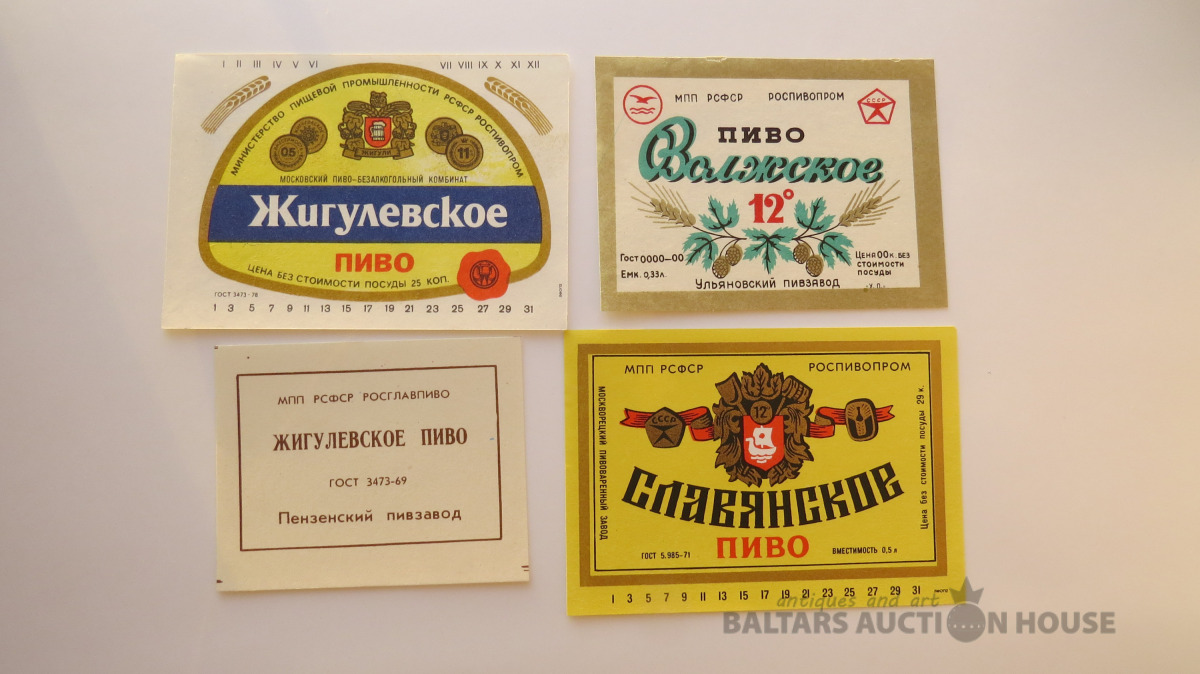 I II III IV V VI VII VIII IX X XI XII
МИНИСТЕРСТВО ПИЩЕВОЙ ПРОМЫШЛЕННОСТИ РСФСР РОСПИВОПРОМ
05
11
ЖИГУЛИ
МОСКОВСКИЙ ПИВО-БЕЗАЛКОГОЛЬНЫЙ КОМБИНАТ
Жигулевское
ПИВО
ЦЕНА БЕЗ СТОИМОСТИ ПОСУДЫ 25 КОП.
ГОСТ 3473-78
1 3 5 7 9 11 13 15 17 19 21 23 25 27 29 31
МПП РСФСР РОСПИВОПРОМ
СССР
ПИВО
Волжское
12°
Гост 0000-00
Емк. 0,33л.
Цена 00к. без
стоимости
посуды
Ульяновский пивзавод
-У.П.-
МПП РСФСР РОСГЛАВПИВО
ЖИГУЛЕВСКОЕ ПИВО
ГОСТ 3473-69
Пензенский пивзавод
МПП РСФСР РОСПИВОПРОМ
МОСКВОРЕЦКИЙ ПИВОВАРЕННЫЙ ЗАВОД
12
СССР
СЛАВЯНСКОЕ
ПИВО
ГОСТ 5.985-71
ВМЕСТИМОСТЬ 0,5 л
Цена без стоимости посуды 29 к.
1 3 5 7 9 11 13 15 17 19 21 23 25 27 29 31
antiques and art
BALTARS AUCTION HOUSE